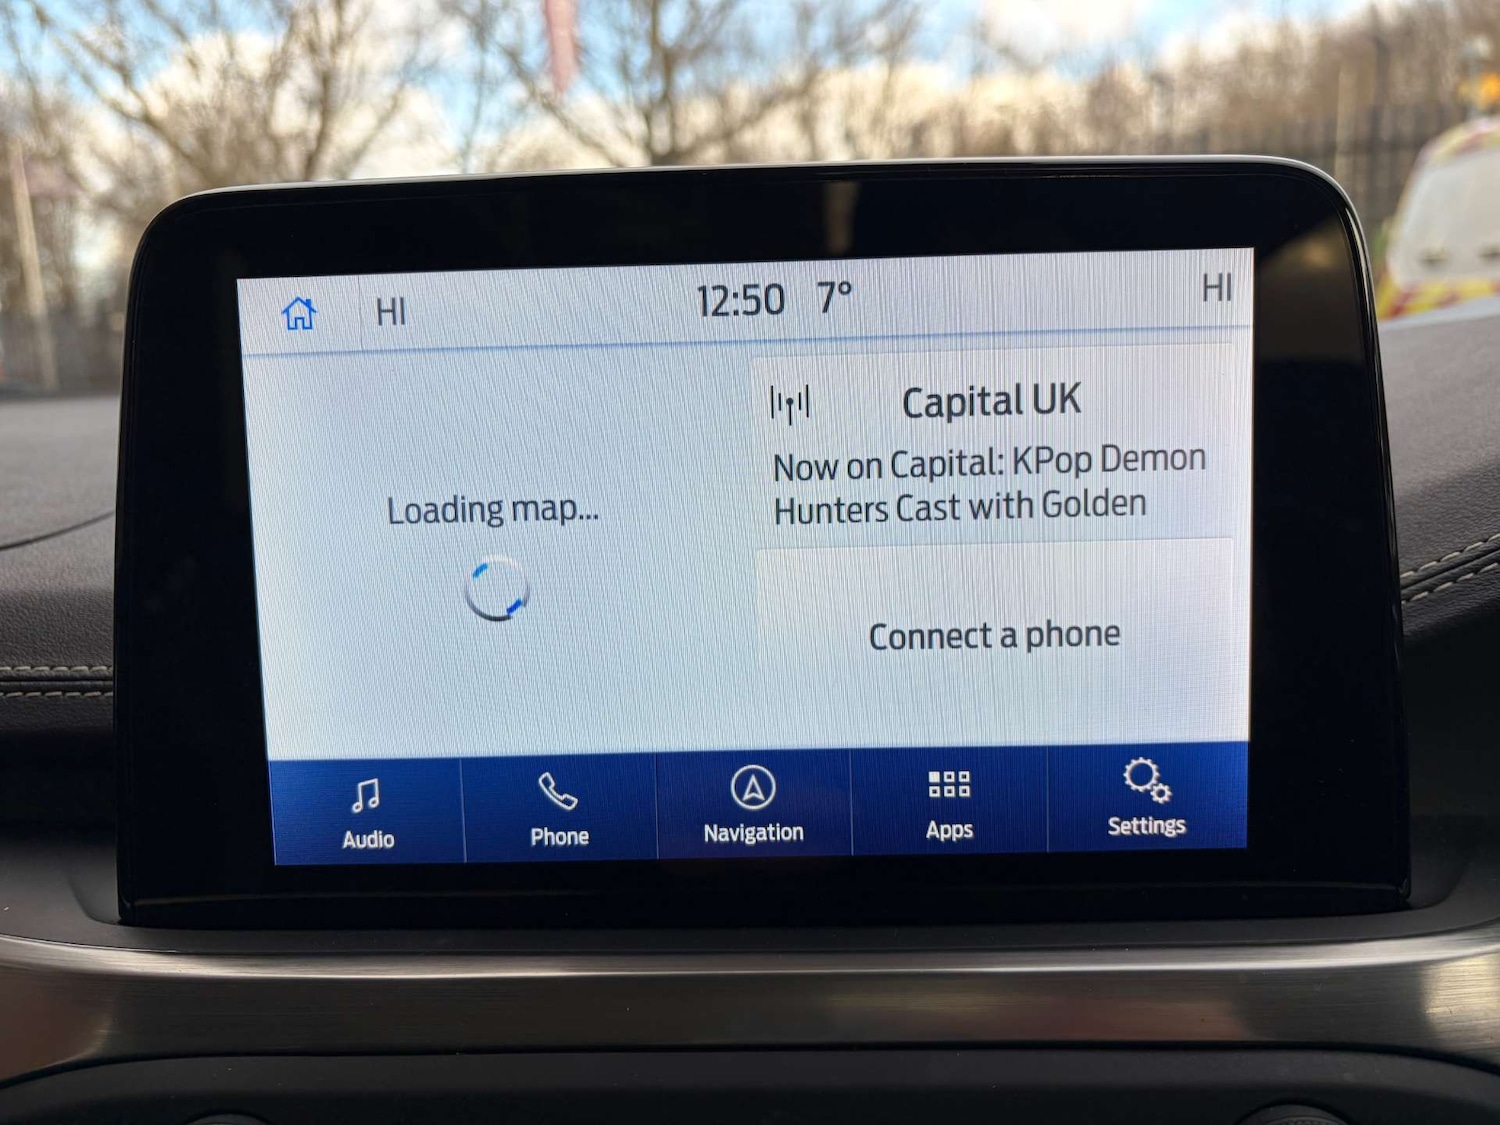 HI 12:50 7° HI
Capital UK
Now on Capital: KPop Demon
Hunters Cast with Golden
Loading map...
Connect a phone
Audio Phone Navigation Apps Settings